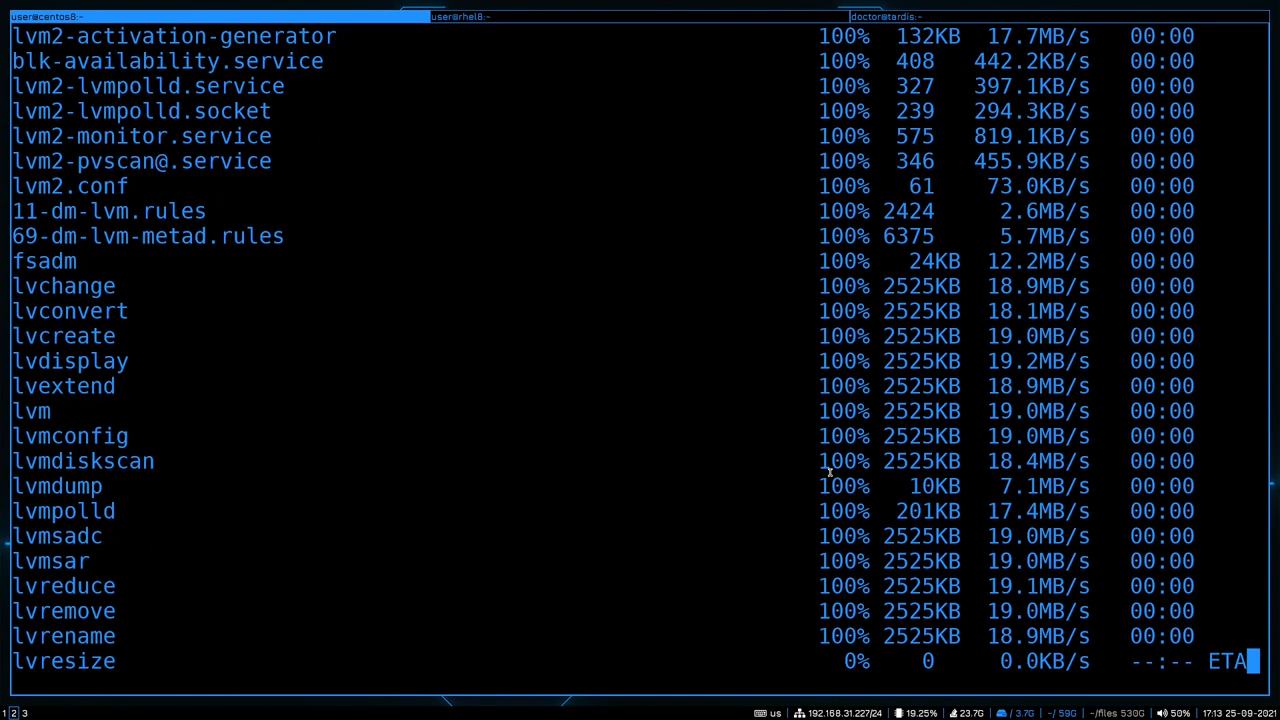 user@centos8:~ user@rhel8:~ doctor@tardis:~
lvm2-activation-generator 100% 132KB 17.7MB/s 00:00
blk-availability.service 100% 408 442.2KB/s 00:00
lvm2-lvmpolld.service 100% 327 397.1KB/s 00:00
lvm2-lvmpolld.socket 100% 239 294.3KB/s 00:00
lvm2-monitor.service 100% 575 819.1KB/s 00:00
lvm2-pvscan@.service 100% 346 455.9KB/s 00:00
lvm2.conf 100% 61 73.0KB/s 00:00
11-dm-lvm.rules 100% 2424 2.6MB/s 00:00
69-dm-lvm-metad.rules 100% 6375 5.7MB/s 00:00
fsadm 100% 24KB 12.2MB/s 00:00
lvchange 100% 2525KB 18.9MB/s 00:00
lvconvert 100% 2525KB 18.1MB/s 00:00
lvcreate 100% 2525KB 19.0MB/s 00:00
lvdisplay 100% 2525KB 19.2MB/s 00:00
lvextend 100% 2525KB 18.9MB/s 00:00
lvm 100% 2525KB 19.0MB/s 00:00
lvmconfig 100% 2525KB 19.0MB/s 00:00
lvmdiskscan 100% 2525KB 18.4MB/s 00:00
lvmdump 100% 10KB 7.1MB/s 00:00
lvmpolld 100% 201KB 17.4MB/s 00:00
lvmsadc 100% 2525KB 19.0MB/s 00:00
lvmsar 100% 2525KB 19.0MB/s 00:00
lvreduce 100% 2525KB 19.1MB/s 00:00
lvremove 100% 2525KB 19.0MB/s 00:00
lvrename 100% 2525KB 18.9MB/s 00:00
lvresize 0% 0 0.0KB/s --:-- ETA
1 2 3 us 192.168.31.227/24 19.25% 23.7G / 3.7G ~/ 59G ~/files 530G 50% 17:13 25-09-2021